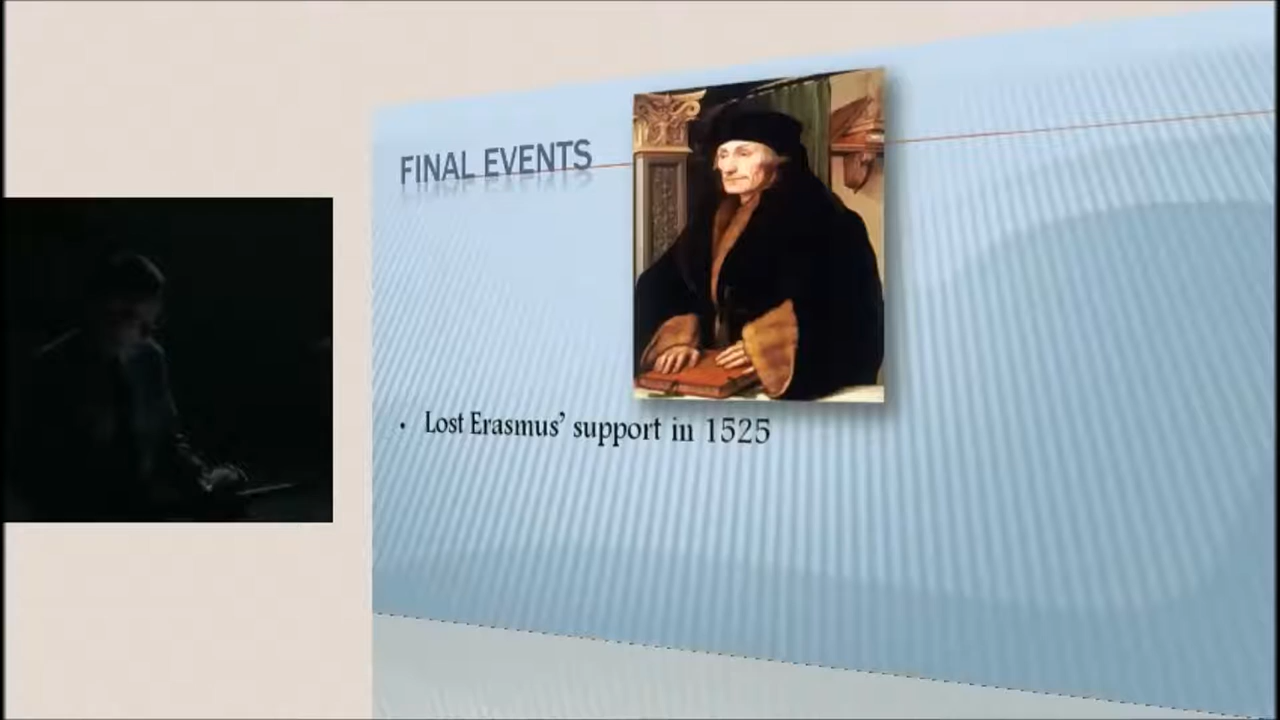 FINAL EVENTS
• Lost Erasmus' support in 1525